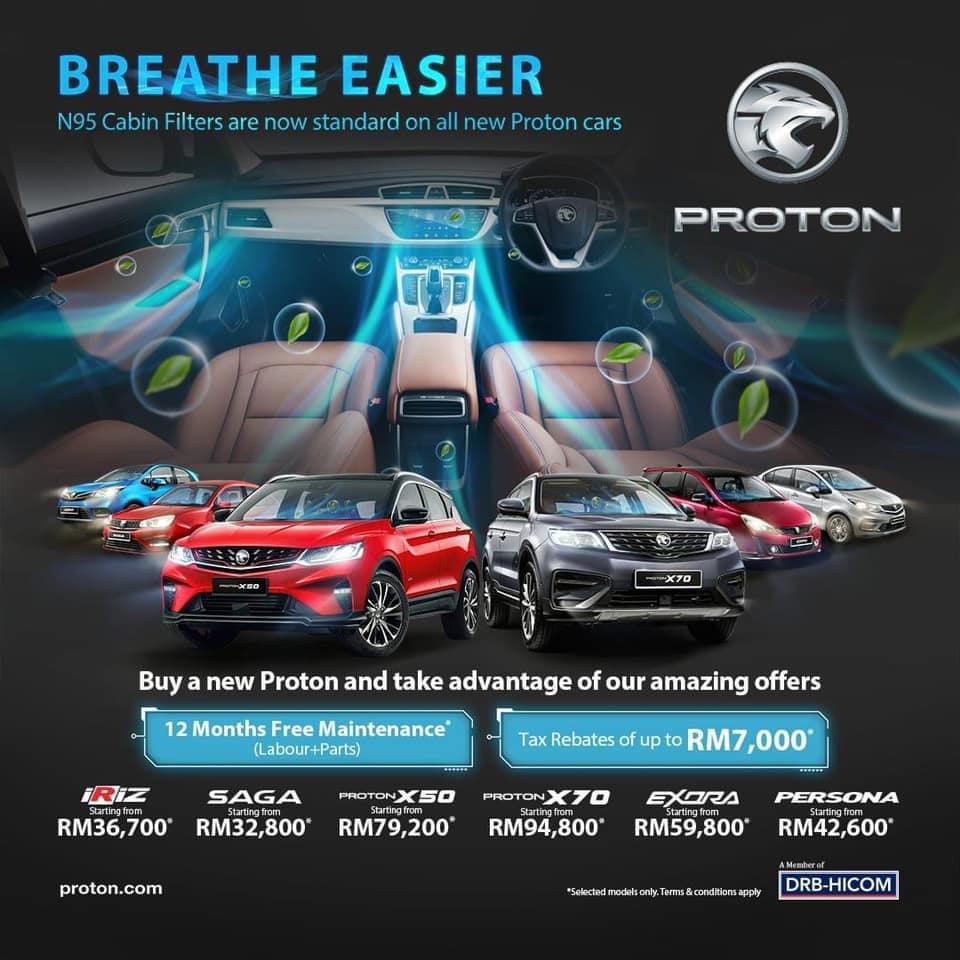 BREATHE EASIER
N95 Cabin Filters are now standard on all new Proton cars
PROTON
PROTON X50
PROTON X70
Buy a new Proton and take advantage of our amazing offers
12 Months Free Maintenance*
(Labour+Parts)
Tax Rebates of up to RM7,000*
iRiZ
Starting from
RM36,700*
SAGA
Starting from
RM32,800*
PROTON X50
Starting from
RM79,200*
PROTON X70
Starting from
RM94,800*
EXORA
Starting from
RM59,800*
PERSONA
Starting from
RM42,600*
proton.com
*Selected models only. Terms & conditions apply
A Member of
DRB-HICOM